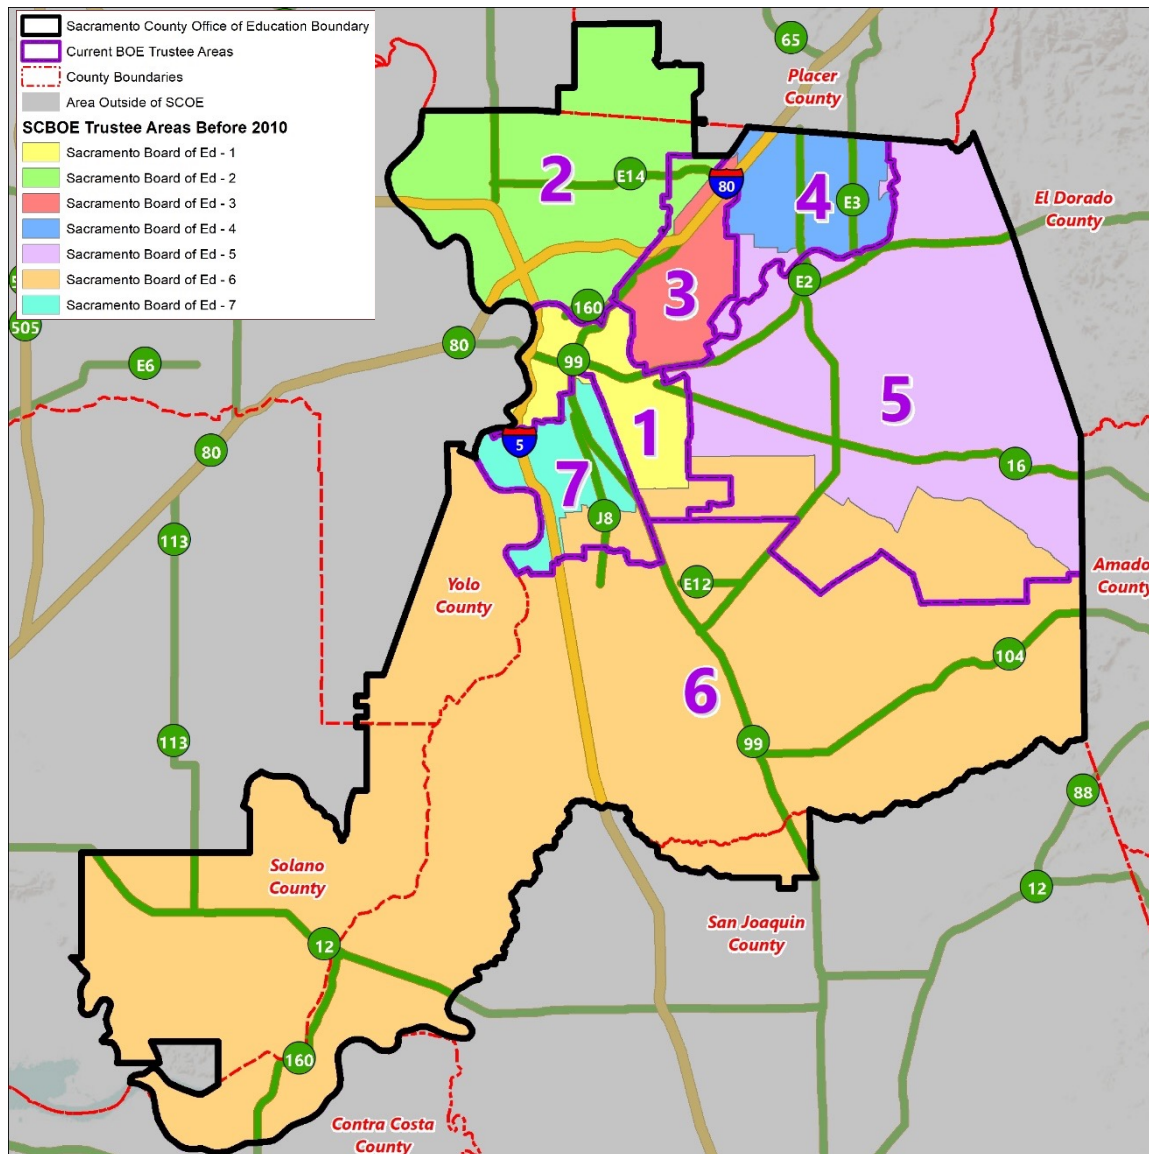 Sacramento County Office of Education Boundary
Current BOE Trustee Areas
County Boundaries
Area Outside of SCOE
SCBOE Trustee Areas Before 2010
Sacramento Board of Ed - 1
Sacramento Board of Ed - 2
Sacramento Board of Ed - 3
Sacramento Board of Ed - 4
Sacramento Board of Ed - 5
Sacramento Board of Ed - 6
Sacramento Board of Ed - 7
65
Placer
County
2
E14
80
4
E3
El Dorado
County
E2
3
160
505
80
E6
99
5
1
80
5
16
7
J8
113
Amado
County
Yolo
County
E12
104
6
99
113
88
Solano
County
12
San Joaquin
County
12
160
Contra Costa
County